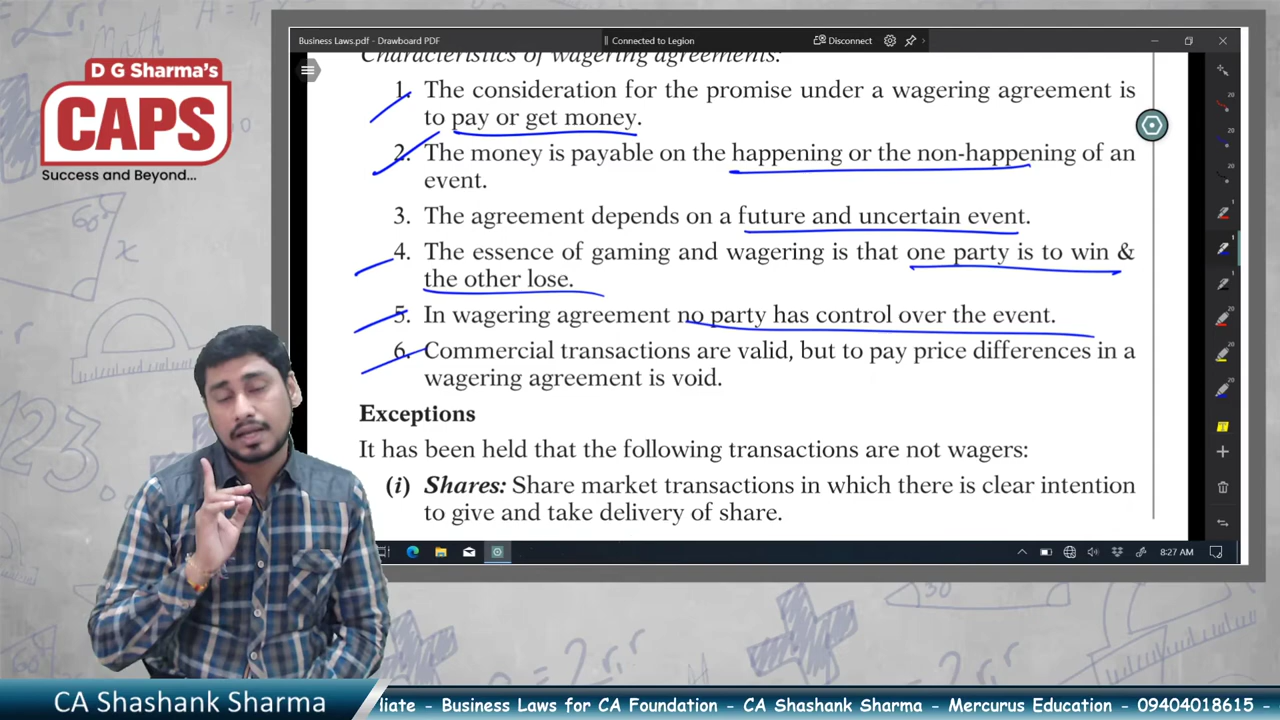 D G Sharma's
CAPS
Success and Beyond...
Business Laws.pdf - Drawboard PDF
Connected to Legion
Disconnect
Characteristics of wagering agreements:
1. The consideration for the promise under a wagering agreement is
to pay or get money.
2. The money is payable on the happening or the non-happening of an
event.
3. The agreement depends on a future and uncertain event.
4. The essence of gaming and wagering is that one party is to win &
the other lose.
5. In wagering agreement no party has control over the event.
6. Commercial transactions are valid, but to pay price differences in a
wagering agreement is void.
Exceptions
It has been held that the following transactions are not wagers:
(i) Shares: Share market transactions in which there is clear intention
to give and take delivery of share.
8:27 AM
CA Shashank Sharma
liate - Business Laws for CA Foundation - CA Shashank Sharma - Mercurus Education - 09404018615 -